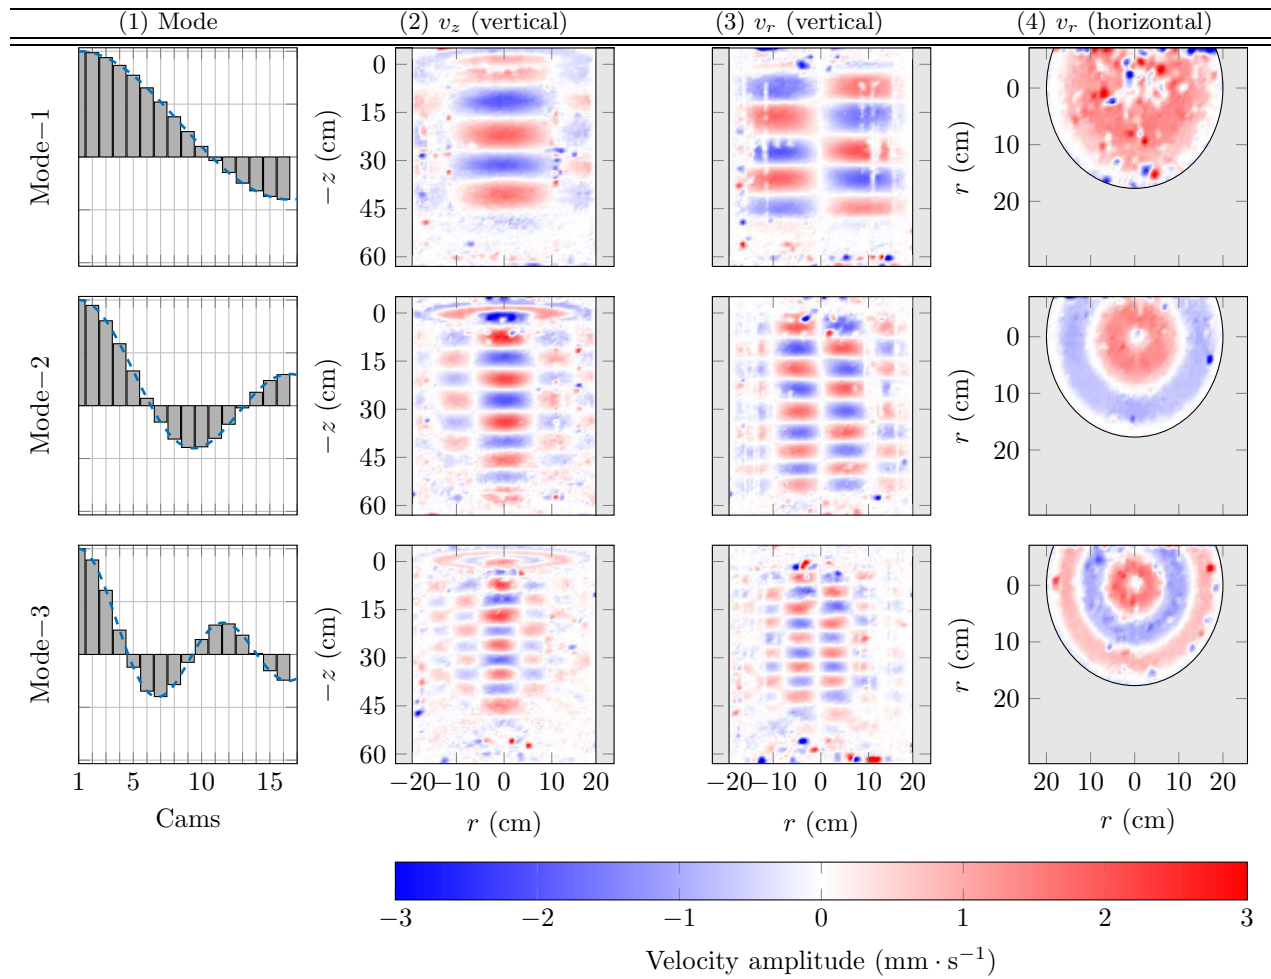 (1) Mode (2) v_z (vertical) (3) v_r (vertical) (4) v_r (horizontal)
Mode−1
0
15
30
45
60
−z (cm)
0
10
20
r (cm)
Mode−2
0
15
30
45
60
−z (cm)
0
10
20
r (cm)
Mode−3
0
15
30
45
60
−z (cm)
0
10
20
r (cm)
1 5 10 15
−20 −10 0 10 20
−20 −10 0 10 20
20 10 0 10 20
Cams r (cm) r (cm) r (cm)
−3 −2 −1 0 1 2 3
Velocity amplitude (mm · s⁻¹)